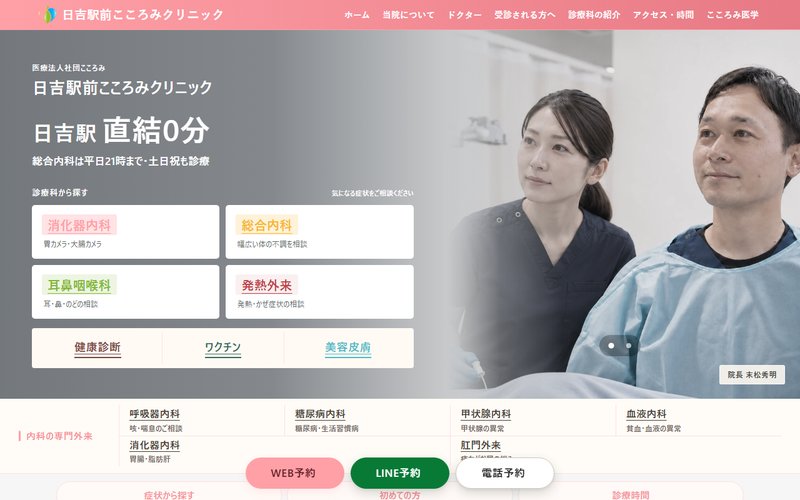 日吉駅前こころみクリニック
ホーム 当院について ドクター 受診される方へ 診療科の紹介 アクセス・時間 こころみ医学
医療法人社団こころみ
日吉駅前こころみクリニック
日吉駅 直結0分
総合内科は平日21時まで・土日祝も診療
診療科から探す 気になる症状をご相談ください
消化器内科
胃カメラ・大腸カメラ
総合内科
幅広い体の不調を相談
耳鼻咽喉科
耳・鼻・のどの相談
発熱外来
発熱・かぜ症状の相談
健康診断 ワクチン 美容皮膚
院長 末松秀明
内科の専門外来
呼吸器内科
咳・喘息のご相談
糖尿病内科
糖尿病・生活習慣病
甲状腺内科
甲状腺の異常
血液内科
貧血・血液の異常
消化器内科
胃腸・脂肪肝
肛門外来
WEB予約 LINE予約 電話予約
症状から探す 初めての方 診療時間